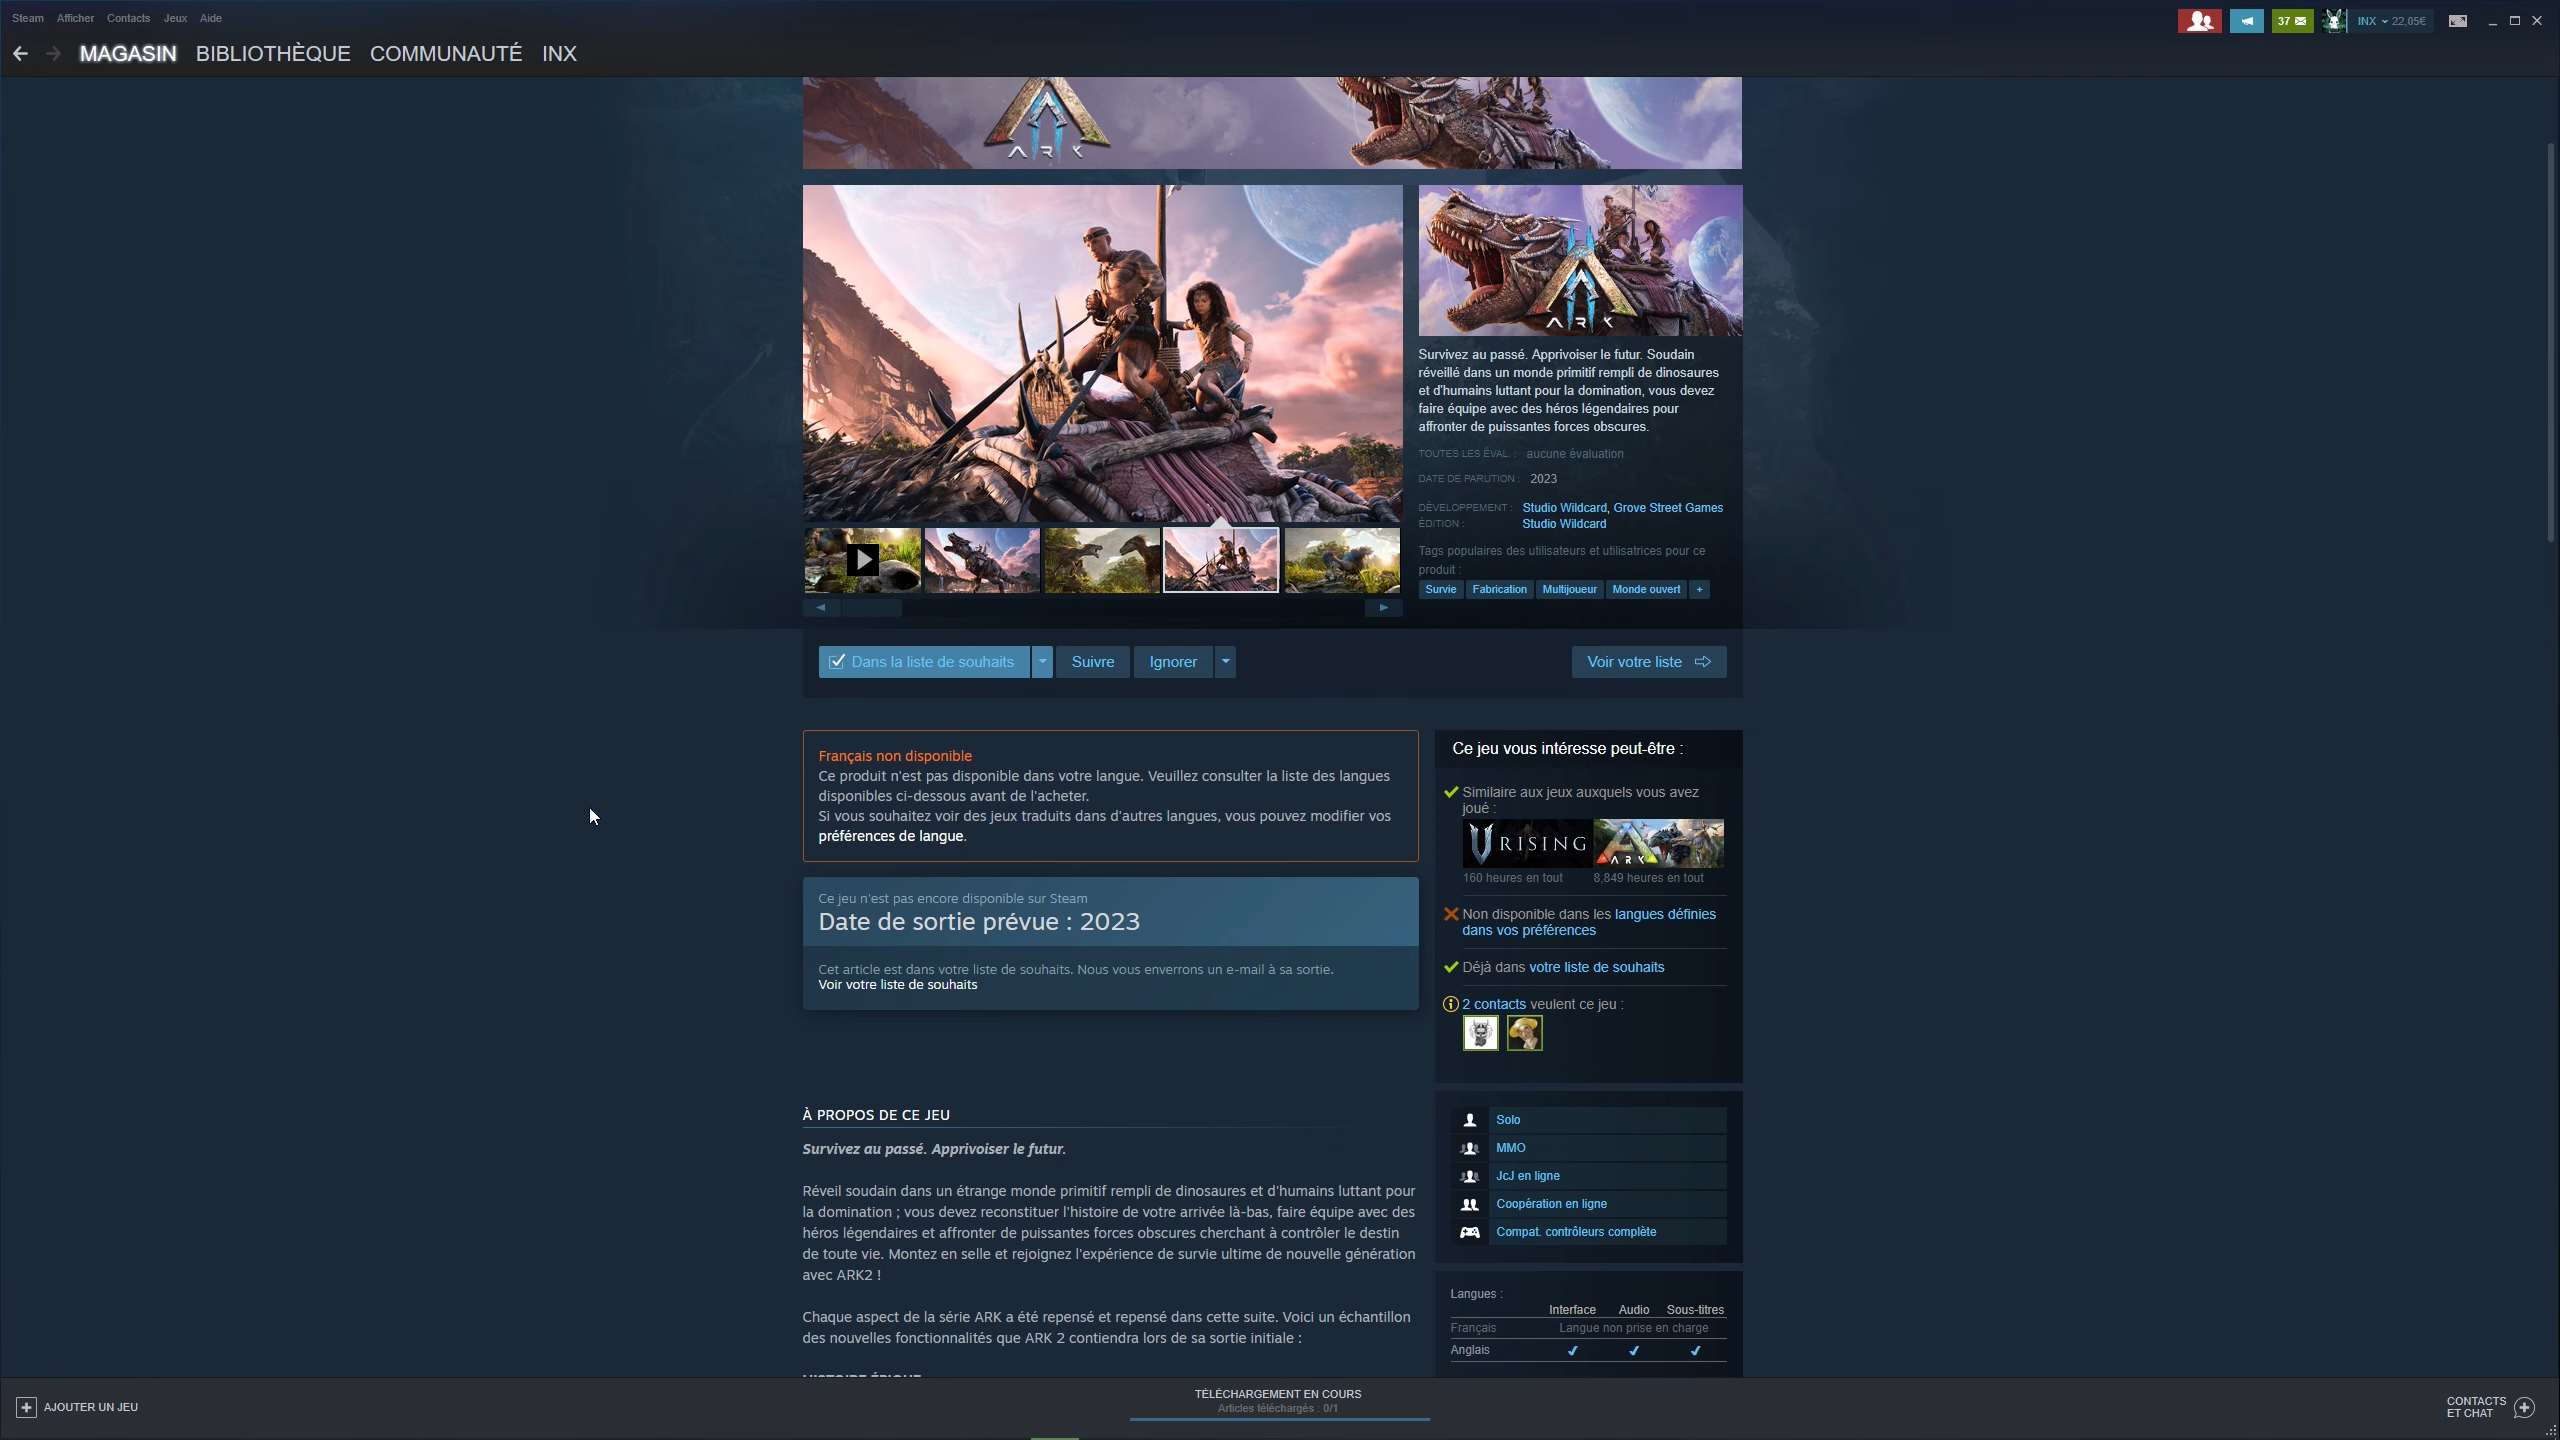 Steam Afficher Contacts Jeux Aide
37 INX 22,05€
MAGASIN BIBLIOTHÈQUE COMMUNAUTÉ INX
ARK
ARK
Survivez au passé. Apprivoiser le futur. Soudain
réveillé dans un monde primitif rempli de dinosaures
et d'humains luttant pour la domination, vous devez
faire équipe avec des héros légendaires pour
affronter de puissantes forces obscures.
TOUTES LES ÉVAL. : aucune évaluation
DATE DE PARUTION : 2023
DÉVELOPPEMENT : Studio Wildcard, Grove Street Games
ÉDITION : Studio Wildcard
Tags populaires des utilisateurs et utilisatrices pour ce
produit :
Survie Fabrication Multijoueur Monde ouvert +
Dans la liste de souhaits Suivre Ignorer Voir votre liste
Français non disponible
Ce produit n'est pas disponible dans votre langue. Veuillez consulter la liste des langues
disponibles ci-dessous avant de l'acheter.
Si vous souhaitez voir des jeux traduits dans d'autres langues, vous pouvez modifier vos
préférences de langue.
Ce jeu n'est pas encore disponible sur Steam
Date de sortie prévue : 2023
Cet article est dans votre liste de souhaits. Nous vous enverrons un e-mail à sa sortie.
Voir votre liste de souhaits
À PROPOS DE CE JEU
Survivez au passé. Apprivoiser le futur.
Réveil soudain dans un étrange monde primitif rempli de dinosaures et d'humains luttant pour
la domination ; vous devez reconstituer l'histoire de votre arrivée là-bas, faire équipe avec des
héros légendaires et affronter de puissantes forces obscures cherchant à contrôler le destin
de toute vie. Montez en selle et rejoignez l'expérience de survie ultime de nouvelle génération
avec ARK2 !
Chaque aspect de la série ARK a été repensé et repensé dans cette suite. Voici un échantillon
des nouvelles fonctionnalités que ARK 2 contiendra lors de sa sortie initiale :
HISTOIRE ÉPIQUE
Ce jeu vous intéresse peut-être :
Similaire aux jeux auxquels vous avez
joué :
V RISING ARK
160 heures en tout 8,849 heures en tout
Non disponible dans les langues définies
dans vos préférences
Déjà dans votre liste de souhaits
2 contacts veulent ce jeu :
Solo
MMO
JcJ en ligne
Coopération en ligne
Compat. contrôleurs complète
Langues :
Interface Audio Sous-titres
Français Langue non prise en charge
Anglais ✔ ✔ ✔
AJOUTER UN JEU
TÉLÉCHARGEMENT EN COURS
Articles téléchargés : 0/1
CONTACTS
ET CHAT